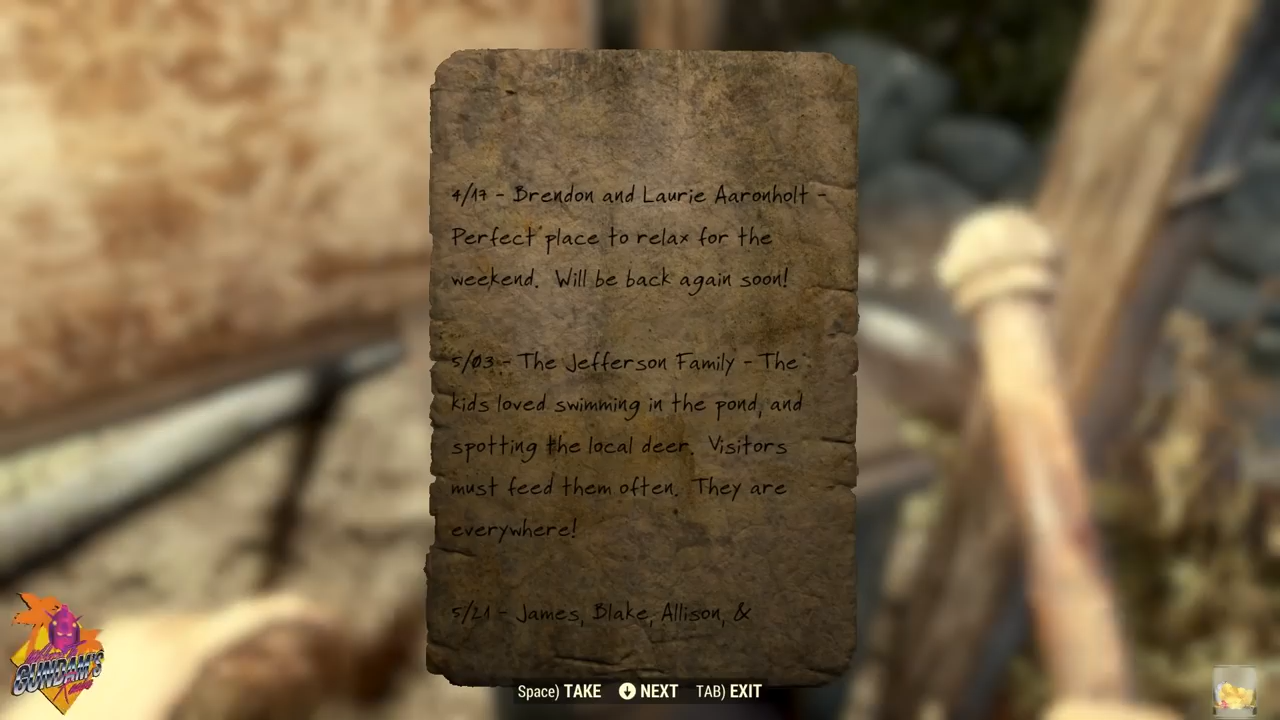 4/17 - Brendon and Laurie Aaronholt -
Perfect place to relax for the
weekend. Will be back again soon!
5/03 - The Jefferson Family - The
kids loved swimming in the pond, and
spotting the local deer. Visitors
must feed them often. They are
everywhere!
5/21 - James, Blake, Allison, &
Space) TAKE NEXT TAB) EXIT
GUNDAM'S